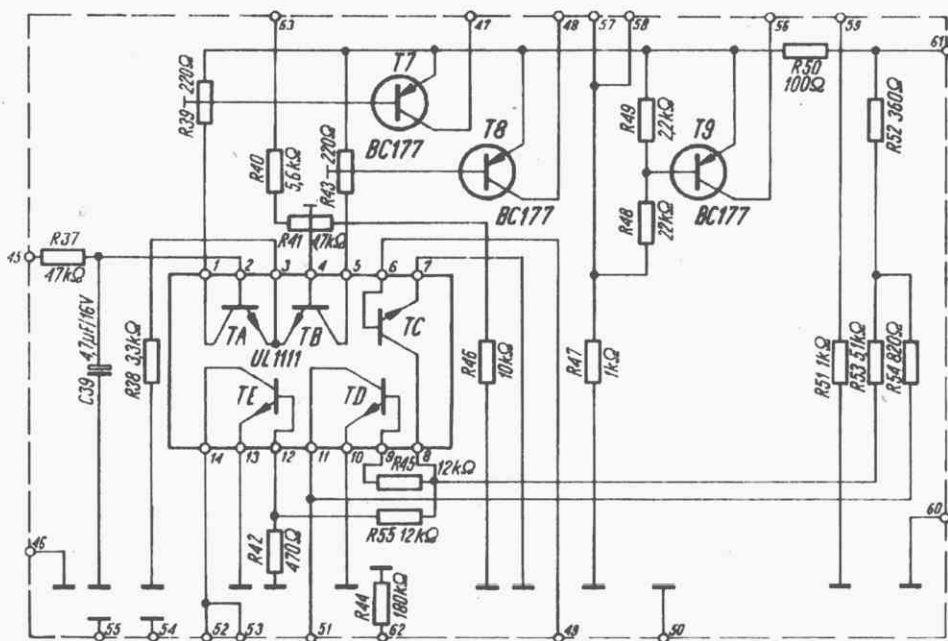 63 47 48 57 58 56 59 61
R39 220Ω
T7
BC177
R40 5,6kΩ
R43 220Ω
T8
BC177
R49 2,2kΩ
T9
BC177
R48 22kΩ
R50
100Ω
R52 360Ω
R41 47kΩ
45 R37
47kΩ
1 2 3 4 5 6 7
TA TB TC
UL1111
C39 4,7µF/16V
R38 3,3kΩ
R46 10kΩ
R47 1kΩ
R51 1kΩ
R53 5,1kΩ
R54 820Ω
TE TD
14 13 12 11 10 9 8
R45 12kΩ
R55 12kΩ
R42 470Ω
R44 180kΩ
46
60
55 54 52 53 51 62 49 50